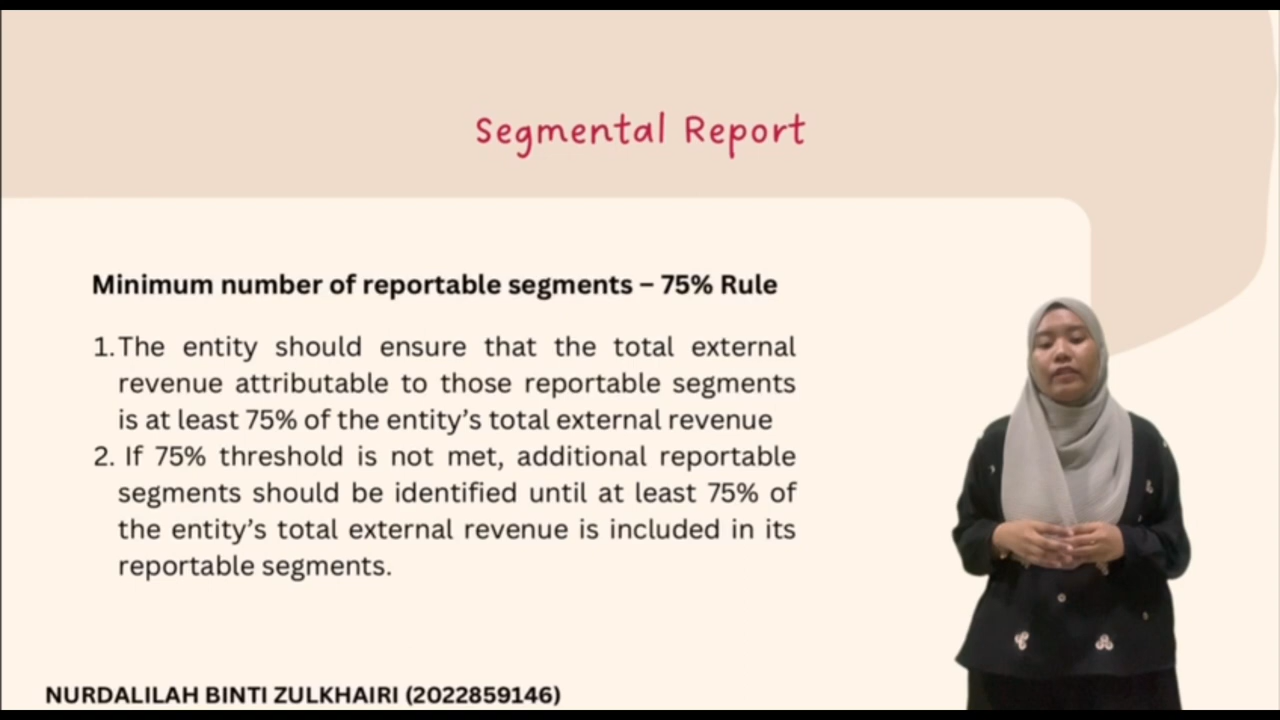 Segmental Report
Minimum number of reportable segments – 75% Rule
1.The entity should ensure that the total external
revenue attributable to those reportable segments
is at least 75% of the entity’s total external revenue
2. If 75% threshold is not met, additional reportable
segments should be identified until at least 75% of
the entity’s total external revenue is included in its
reportable segments.
NURDALILAH BINTI ZULKHAIRI (2022859146)